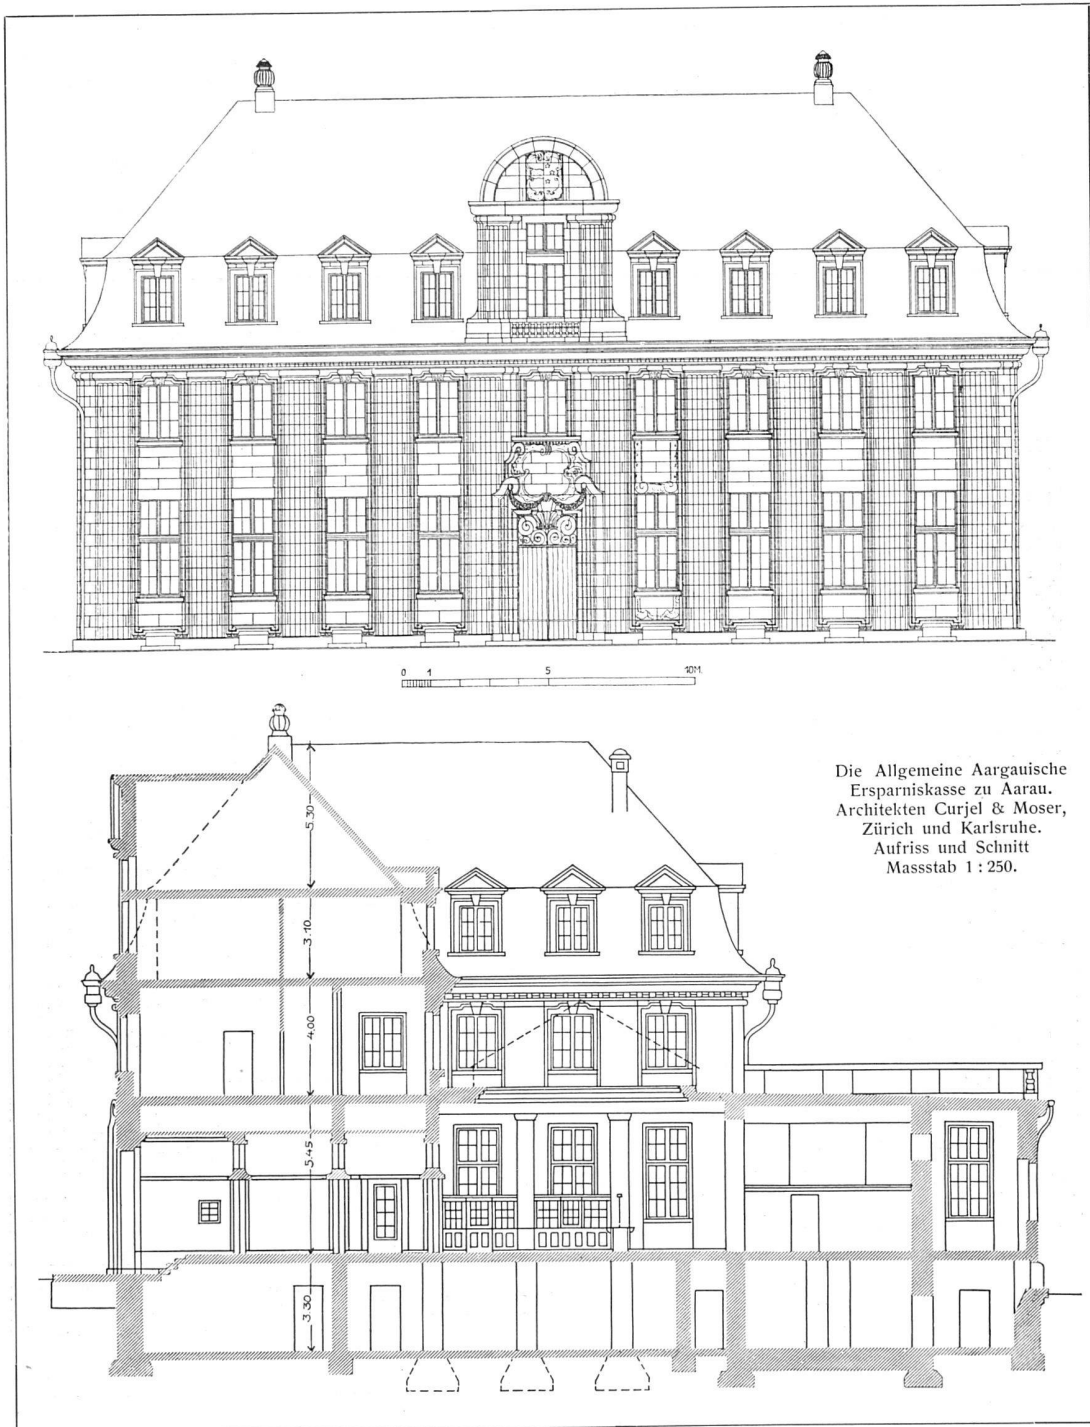 0 1 5 10M.
5.30
Die Allgemeine Aargauische
Ersparniskasse zu Aarau.
Architekten Curjel & Moser,
Zürich und Karlsruhe.
Aufriss und Schnitt
Massstab 1 : 250.
3.10
4.00
5.45
3.30